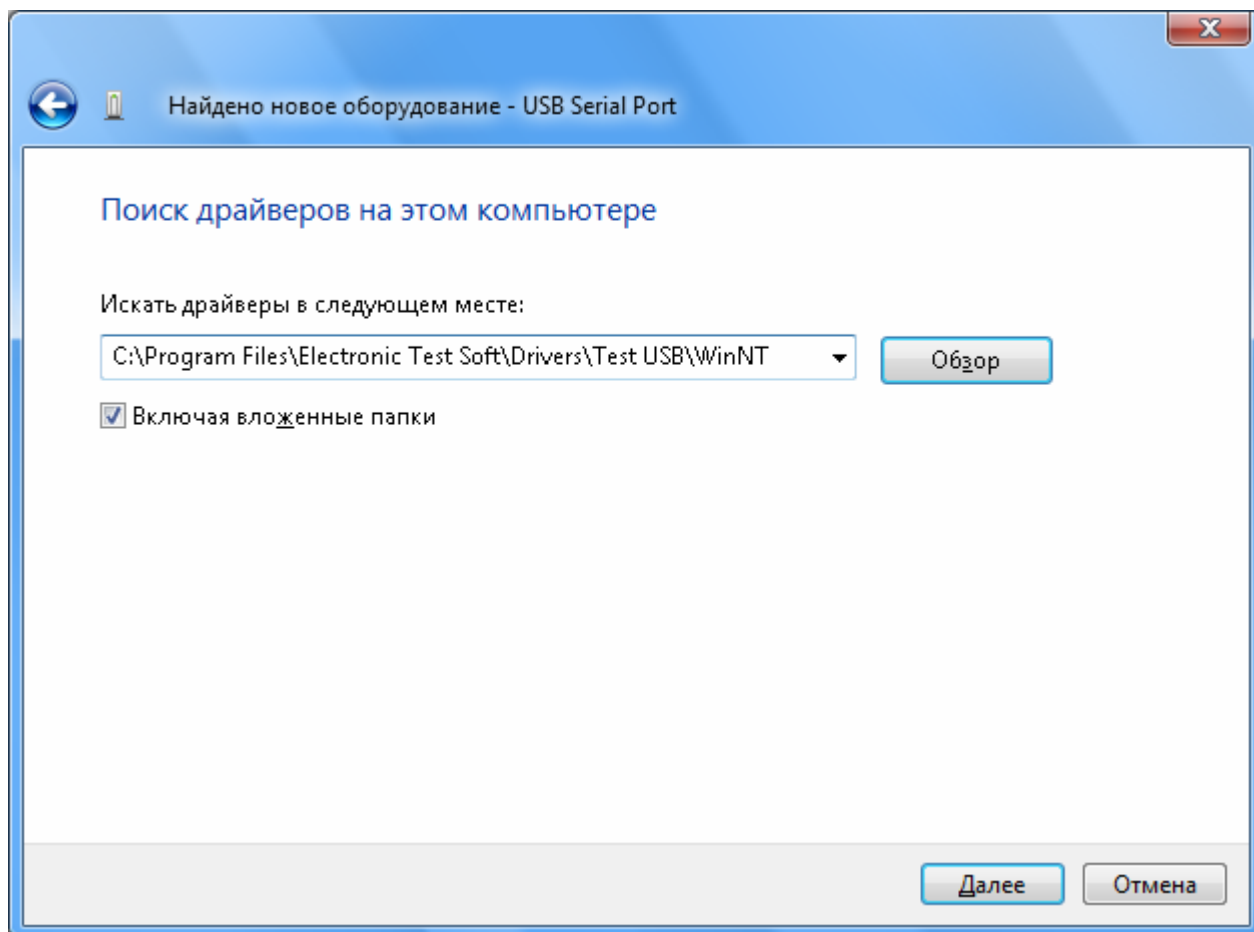 Найдено новое оборудование - USB Serial Port
Поиск драйверов на этом компьютере
Искать драйверы в следующем месте:
C:\Program Files\Electronic Test Soft\Drivers\Test USB\WinNT
Обзор
Включая вложенные папки
Далее
Отмена